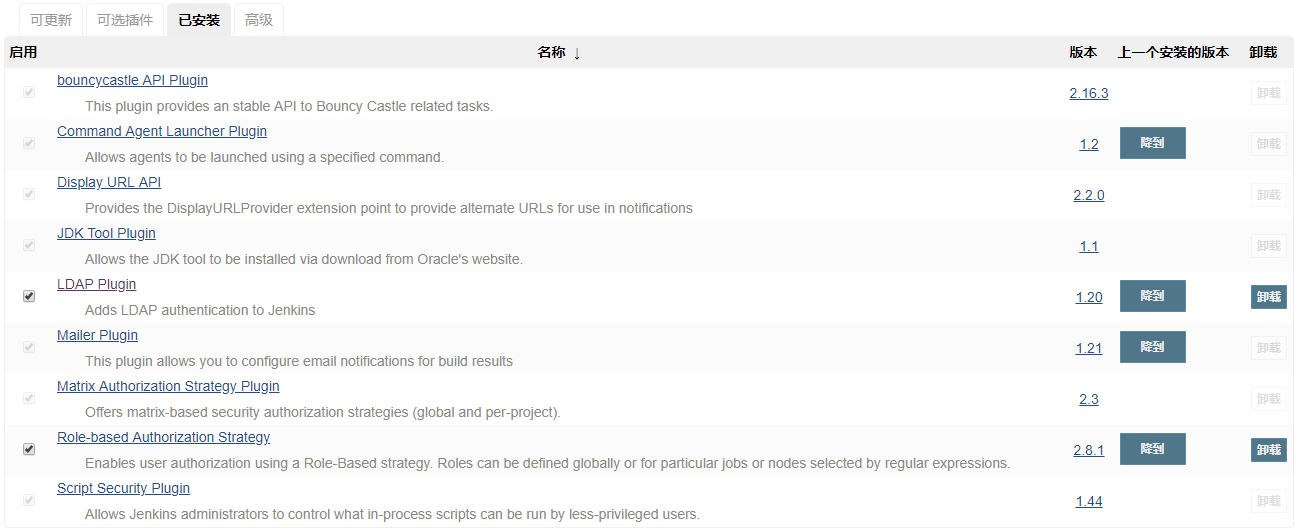 可更新 可选插件 已安装 高级
启用 名称 ↓ 版本 上一个安装的版本 卸载
bouncycastle API Plugin
This plugin provides an stable API to Bouncy Castle related tasks.
2.16.3 卸载
Command Agent Launcher Plugin
Allows agents to be launched using a specified command.
1.2 降到 卸载
Display URL API
Provides the DisplayURLProvider extension point to provide alternate URLs for use in notifications
2.2.0 卸载
JDK Tool Plugin
Allows the JDK tool to be installed via download from Oracle's website.
1.1 卸载
LDAP Plugin
Adds LDAP authentication to Jenkins
1.20 降到 卸载
Mailer Plugin
This plugin allows you to configure email notifications for build results
1.21 降到 卸载
Matrix Authorization Strategy Plugin
Offers matrix-based security authorization strategies (global and per-project).
2.3 卸载
Role-based Authorization Strategy
Enables user authorization using a Role-Based strategy. Roles can be defined globally or for particular jobs or nodes selected by regular expressions.
2.8.1 降到 卸载
Script Security Plugin
Allows Jenkins administrators to control what in-process scripts can be run by less-privileged users.
1.44 卸载